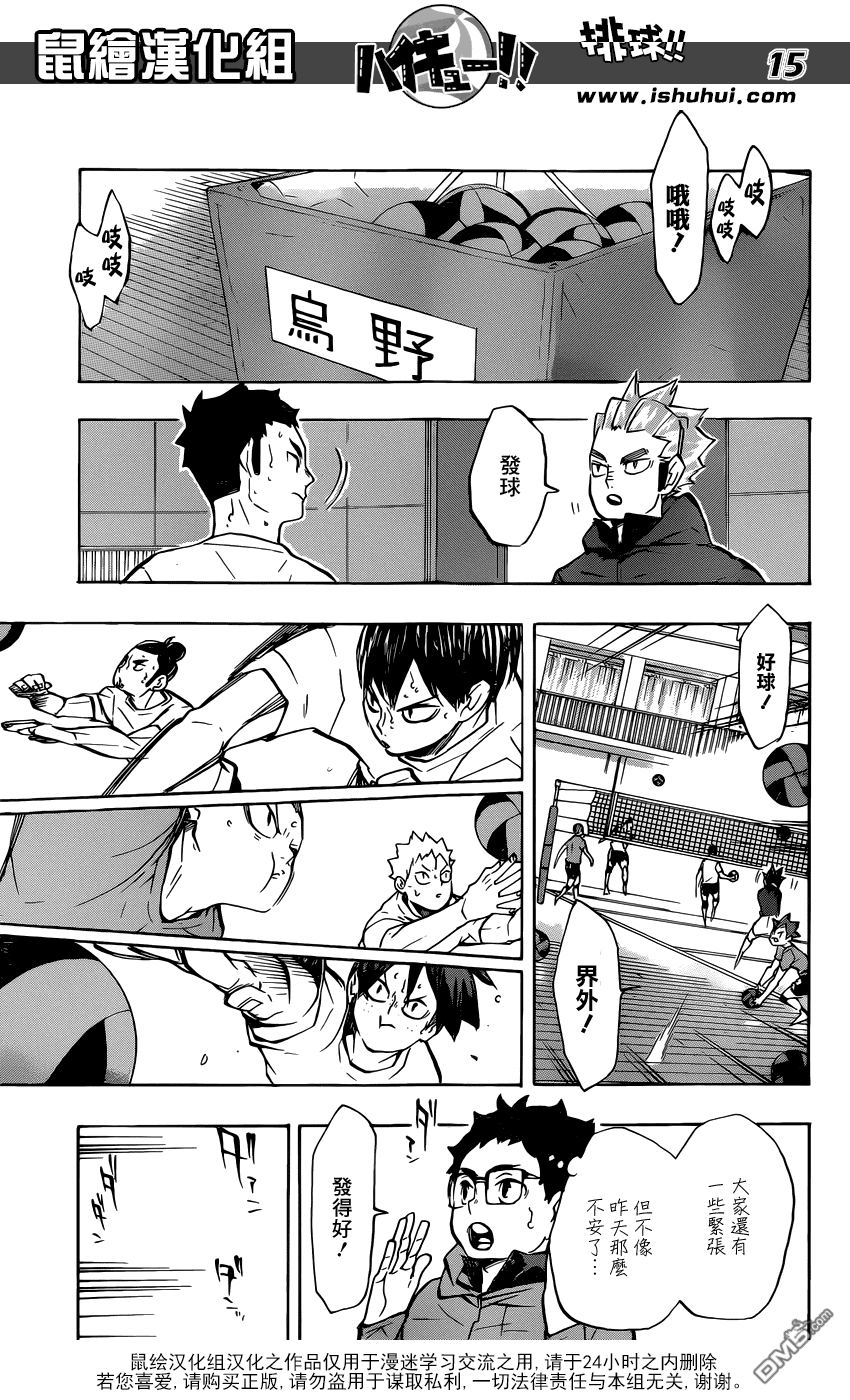 鼠繪漢化組
ハイキュー!!
排球!!
15
www.ishuhui.com
吱
吱吱
哦哦！
吱吱
吱
烏野
發球
好球！
界外！
大家還有
一些緊張
但不像
昨天那麼
不安了…
發得好！
ダッ
ダッ
鼠绘汉化组汉化之作品仅用于漫迷学习交流之用, 请于24小时之内删除
若您喜爱, 请购买正版, 请勿盗用于谋取私利, 一切法律责任与本组无关, 谢谢。
DM5.com